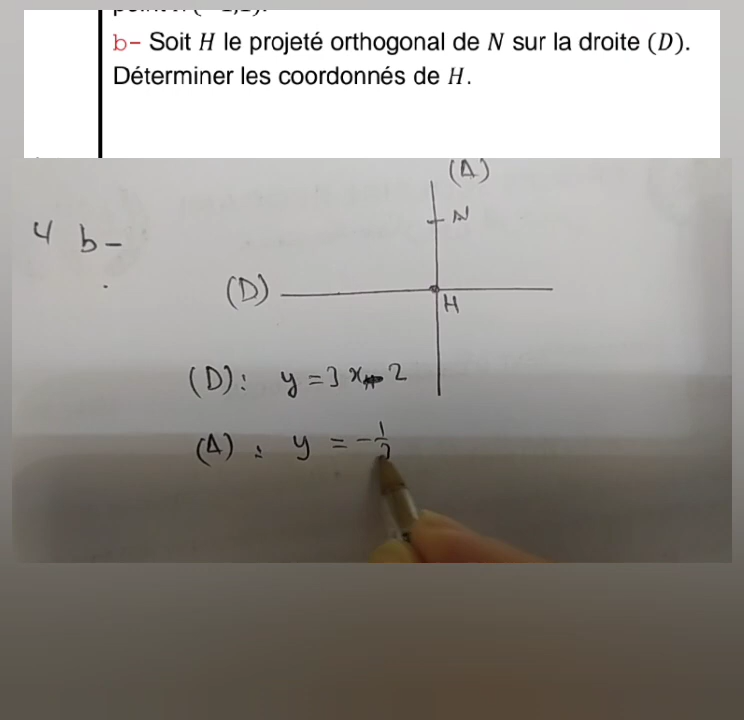 b- Soit H le projeté orthogonal de N sur la droite (D).
Déterminer les coordonnés de H.
(Δ)
N
4 b-
(D)
H
(D): y = 3x - 2
(Δ): y = -1/3